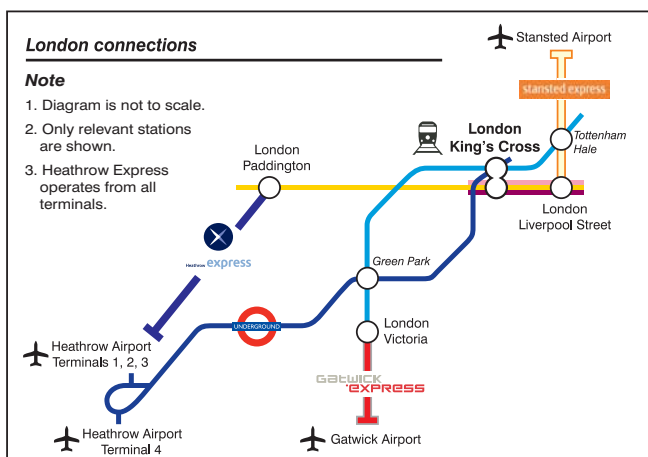 London connections
Note
1. Diagram is not to scale.
2. Only relevant stations
are shown.
3. Heathrow Express
operates from all
terminals.
Stansted Airport
stansted express
London
King's Cross
Tottenham
Hale
London
Paddington
London
Liverpool Street
Heathrow express
Green Park
UNDERGROUND
London
Victoria
Heathrow Airport
Terminals 1, 2, 3
GATWICK
EXPRESS
Heathrow Airport
Terminal 4
Gatwick Airport